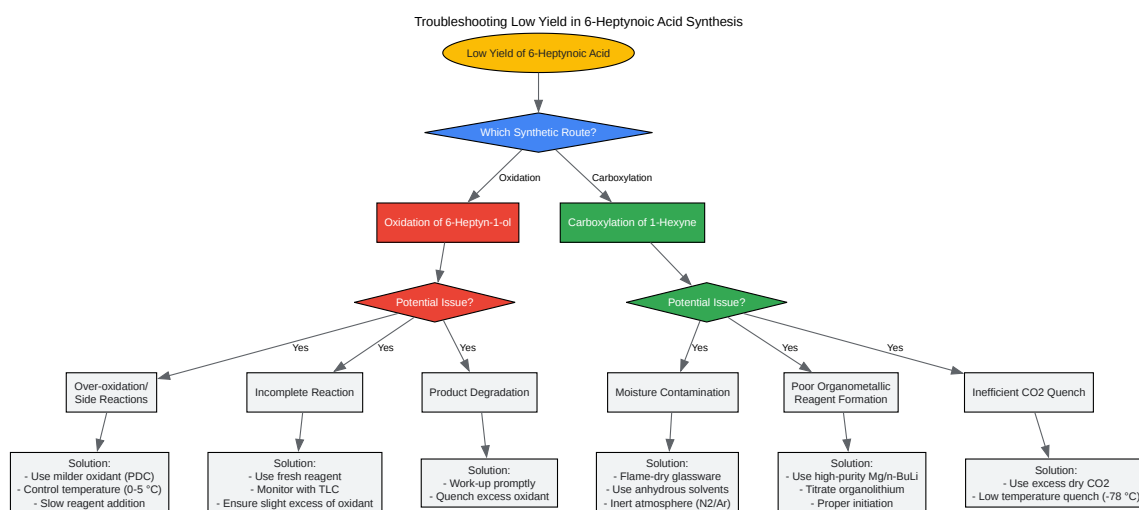 Troubleshooting Low Yield in 6-Heptynoic Acid Synthesis
Low Yield of 6-Heptynoic Acid
Which Synthetic Route?
Oxidation
Carboxylation
Oxidation of 6-Heptyn-1-ol
Carboxylation of 1-Hexyne
Potential Issue?
Potential Issue?
Yes
Yes
Yes
Yes
Yes
Yes
Over-oxidation/
Side Reactions
Incomplete Reaction
Product Degradation
Moisture Contamination
Poor Organometallic
Reagent Formation
Inefficient CO2 Quench
Solution:
- Use milder oxidant (PDC)
- Control temperature (0-5 °C)
- Slow reagent addition
Solution:
- Use fresh reagent
- Monitor with TLC
- Ensure slight excess of oxidant
Solution:
- Work-up promptly
- Quench excess oxidant
Solution:
- Flame-dry glassware
- Use anhydrous solvents
- Inert atmosphere (N2/Ar)
Solution:
- Use high-purity Mg/n-BuLi
- Titrate organolithium
- Proper initiation
Solution:
- Use excess dry CO2
- Low temperature quench (-78 °C)